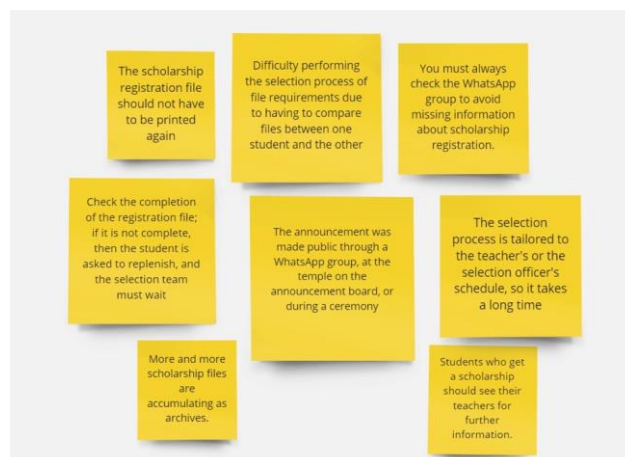 The scholarship
registration file
should not have
to be printed
again
Difficulty performing
the selection process of
file requirements due
to having to compare
files between one
student and the other
You must always
check the WhatsApp
group to avoid
missing information
about scholarship
registration.
Check the completion
of the registration file;
if it is not complete,
then the student is
asked to replenish, and
the selection team
must wait
The announcement was
made public through a
WhatsApp group, at the
temple on the
announcement board, or
during a ceremony
The selection
process is tailored to
the teacher's or the
selection officer's
schedule, so it takes
a long time
More and more
scholarship files
are
accumulating as
archives.
Students who get
a scholarship
should see their
teachers for
further
information.